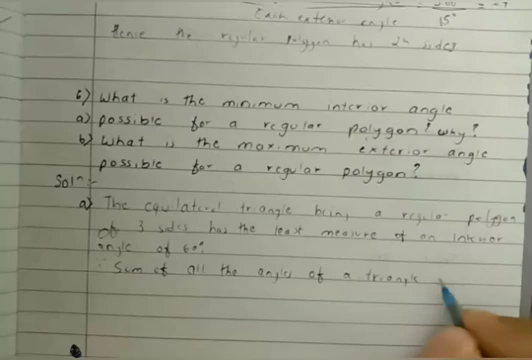 Each exterior angle 15°
Hence the regular polygon has 24 sides
6) What is the minimum interior angle
a) possible for a regular polygon? why?
b) What is the maximum exterior angle
possible for a regular polygon?
Soln:-
a) The equilateral triangle being a regular polygon
of 3 sides has the least measure of an interior
angle of 60°.
∴ Sum of all the angles of a triangle